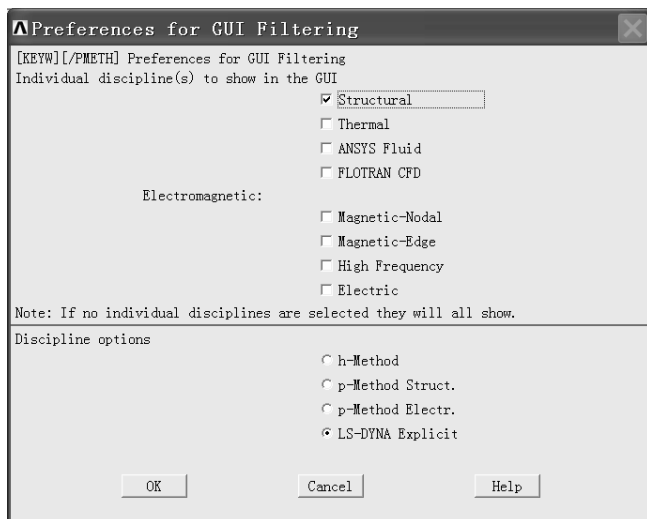 Preferences for GUI Filtering
[KEYW][/PMETH] Preferences for GUI Filtering
Individual discipline(s) to show in the GUI
Structural
Thermal
ANSYS Fluid
FLOTRAN CFD
Electromagnetic:
Magnetic-Nodal
Magnetic-Edge
High Frequency
Electric
Note: If no individual disciplines are selected they will all show.
Discipline options
h-Method
p-Method Struct.
p-Method Electr.
LS-DYNA Explicit
OK Cancel Help